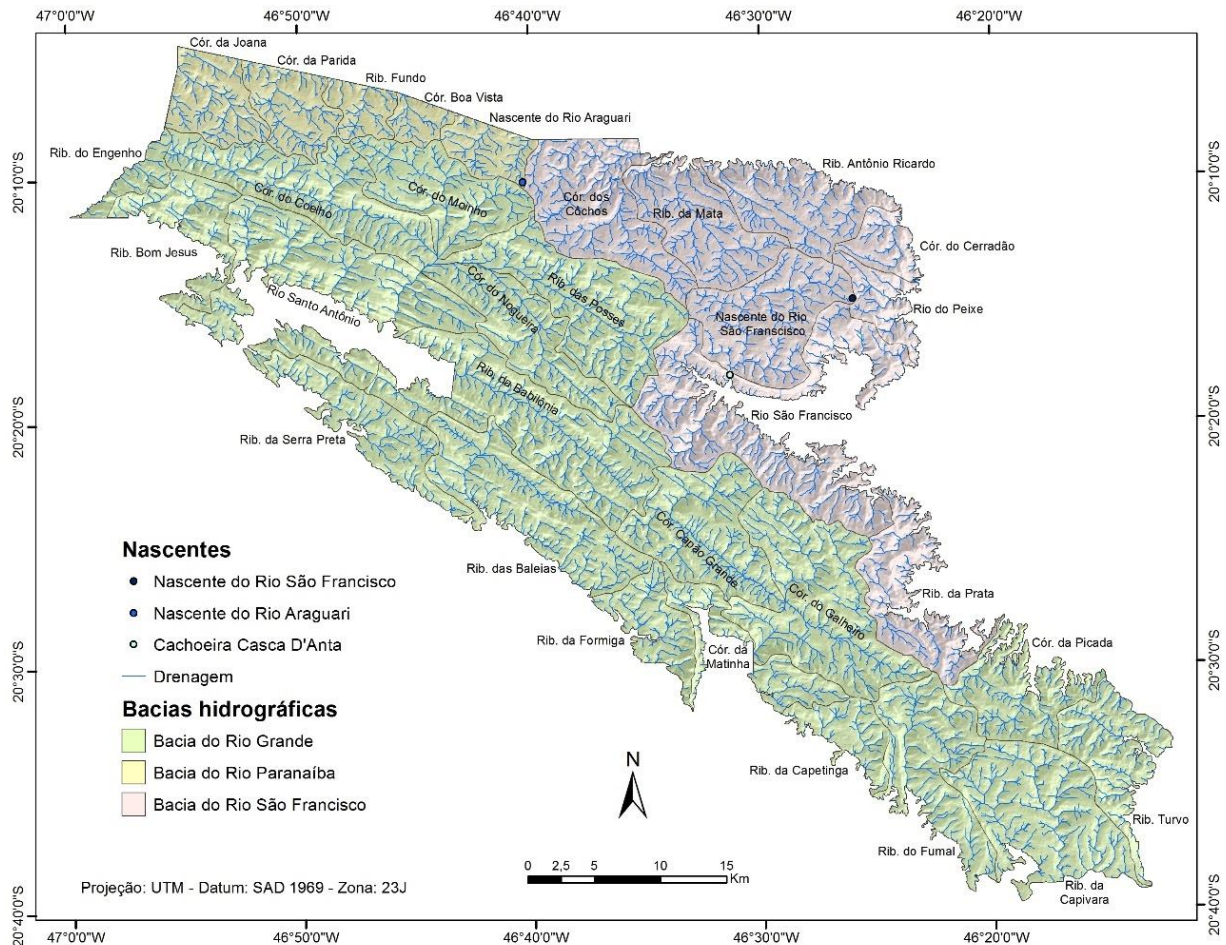 47°0'0"W
46°50'0"W
46°40'0"W
46°30'0"W
46°20'0"W
Cór. da Joana
Cór. da Parida
Rib. Fundo
Cór. Boa Vista
Nascente do Rio Araguari
Rib. do Engenho
Rib. Antônio Ricardo
20°10'0"S
20°10'0"S
Cór. do Coelho
Cór. do Moinho
Cór. dos
Côchos
Rib. da Mata
Cór. do Cerradão
Rib. Bom Jesus
Rio Santo Antônio
Cór. do Nogueira
Rib. das Posses
Nascente do Rio
São Franscisco
Rio do Peixe
Rib. da Babilônia
Rio São Francisco
20°20'0"S
20°20'0"S
Rib. da Serra Preta
Cór. Capão Grande
Rib. das Baleias
Cór. do Galheiro
Rib. da Prata
Rib. da Formiga
Cór. da
Matinha
Cór. da Picada
20°30'0"S
20°30'0"S
Nascentes
Nascente do Rio São Francisco
Nascente do Rio Araguari
Cachoeira Casca D'Anta
Drenagem
Bacias hidrográficas
Bacia do Rio Grande
Bacia do Rio Paranaíba
Bacia do Rio São Francisco
N
Rib. da Capetinga
Rib. Turvo
Rib. do Fumal
Rib. da
Capivara
0 2,5 5 10 15
Km
Projeção: UTM - Datum: SAD 1969 - Zona: 23J
20°40'0"S
20°40'0"S
47°0'0"W
46°50'0"W
46°40'0"W
46°30'0"W
46°20'0"W